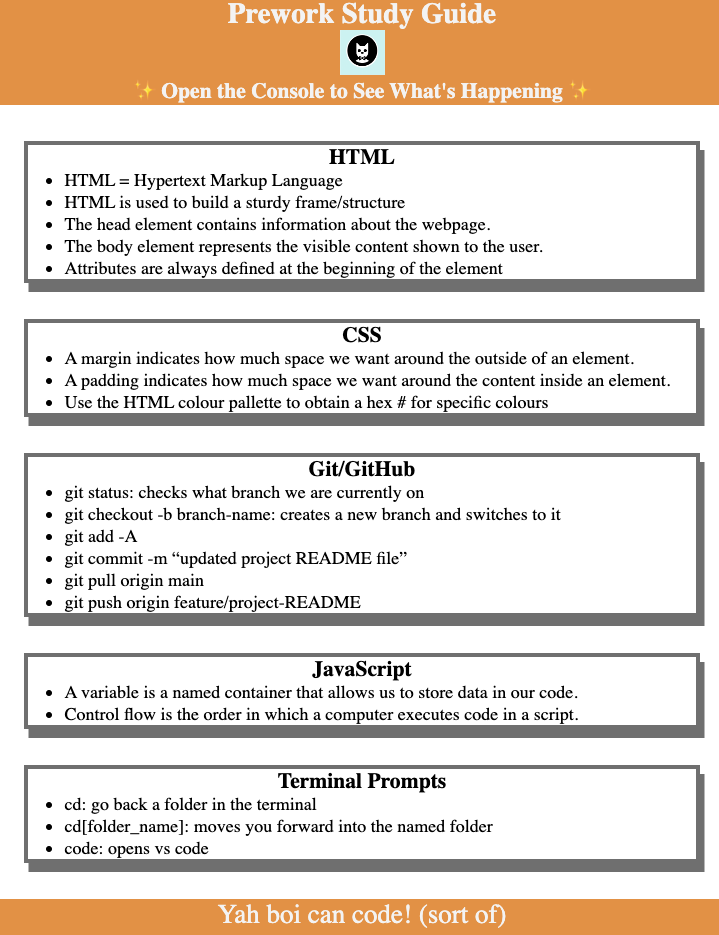 Prework Study Guide
✨ Open the Console to See What's Happening ✨
HTML
• HTML = Hypertext Markup Language
• HTML is used to build a sturdy frame/structure
• The head element contains information about the webpage.
• The body element represents the visible content shown to the user.
• Attributes are always defined at the beginning of the element
CSS
• A margin indicates how much space we want around the outside of an element.
• A padding indicates how much space we want around the content inside an element.
• Use the HTML colour pallette to obtain a hex # for specific colours
Git/GitHub
• git status: checks what branch we are currently on
• git checkout -b branch-name: creates a new branch and switches to it
• git add -A
• git commit -m “updated project README file”
• git pull origin main
• git push origin feature/project-README
JavaScript
• A variable is a named container that allows us to store data in our code.
• Control flow is the order in which a computer executes code in a script.
Terminal Prompts
• cd: go back a folder in the terminal
• cd[folder_name]: moves you forward into the named folder
• code: opens vs code
Yah boi can code! (sort of)